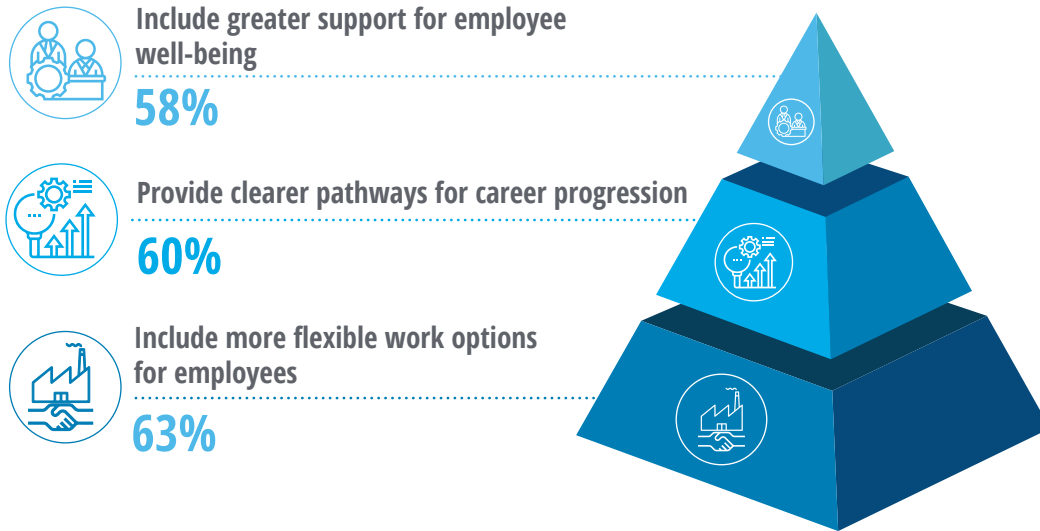 Include greater support for employee
well-being
58%
Provide clearer pathways for career progression
60%
Include more flexible work options
for employees
63%